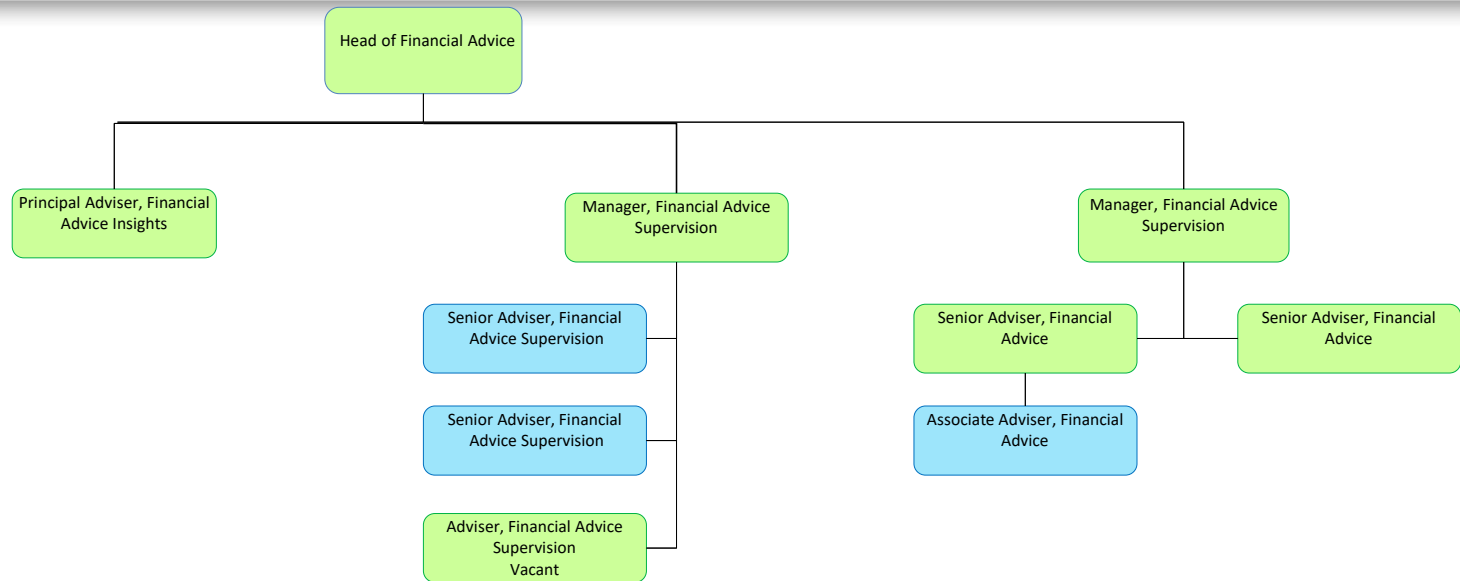 Head of Financial Advice
Principal Adviser, Financial
Advice Insights
Manager, Financial Advice
Supervision
Manager, Financial Advice
Supervision
Senior Adviser, Financial
Advice Supervision
Senior Adviser, Financial
Advice
Senior Adviser, Financial
Advice
Senior Adviser, Financial
Advice Supervision
Associate Adviser, Financial
Advice
Adviser, Financial Advice
Supervision
Vacant